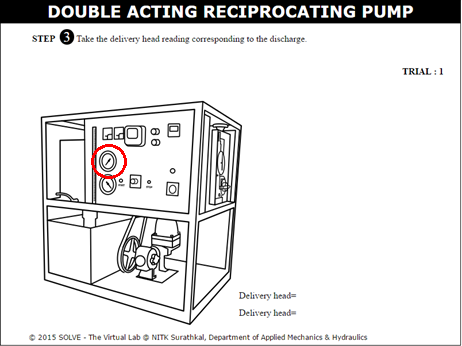 DOUBLE ACTING RECIPROCATING PUMP
STEP 3 Take the delivery head reading corresponding to the discharge.
TRIAL : 1
Delivery head=
Delivery head=
© 2015 SOLVE - The Virtual Lab @ NITK Surathkal, Department of Applied Mechanics & Hydraulics